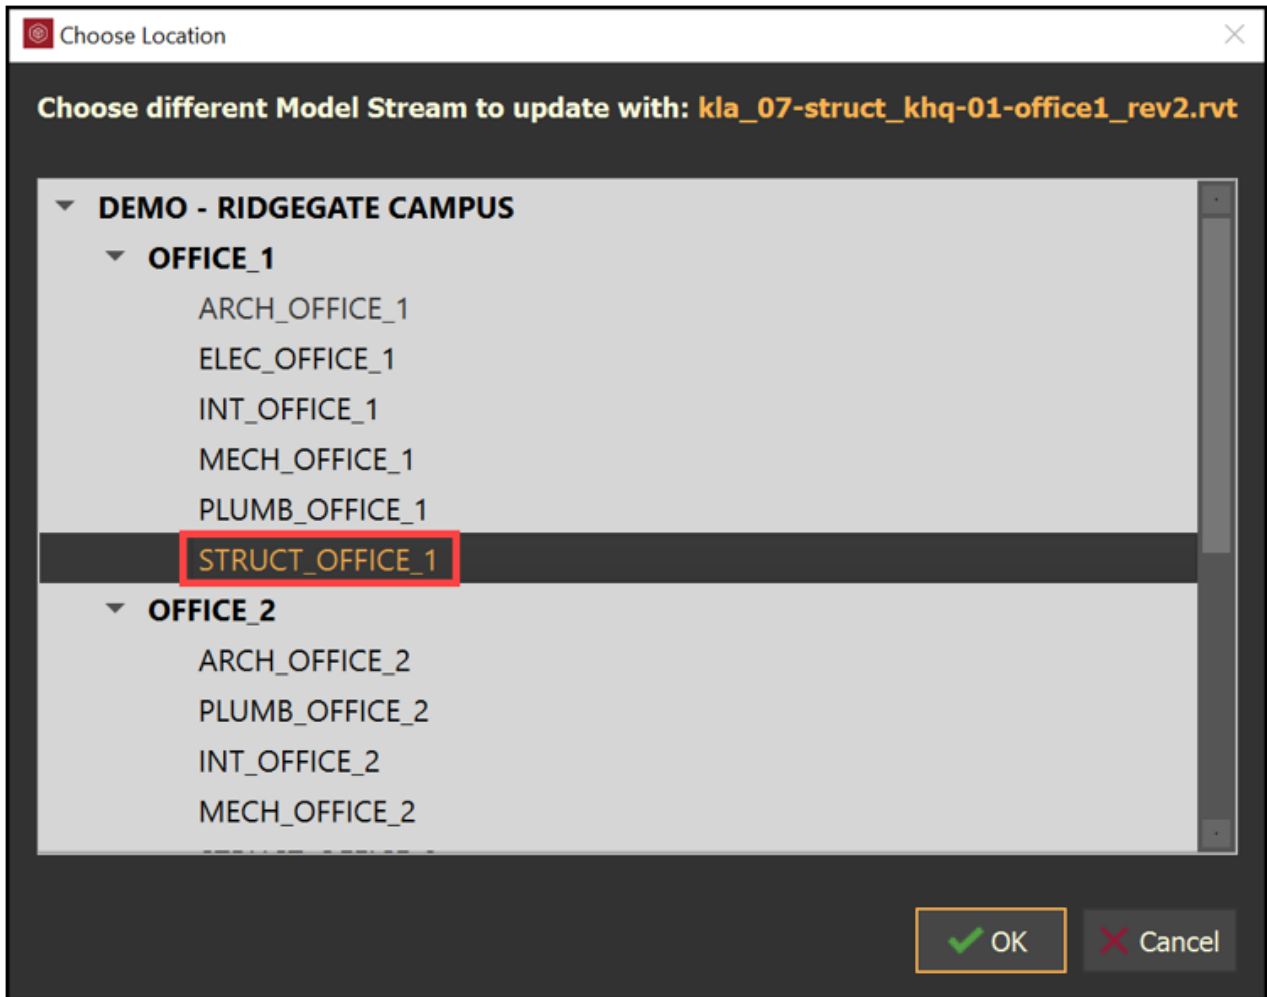 Choose Location
Choose different Model Stream to update with: kla_07-struct_khq-01-office1_rev2.rvt
DEMO - RIDGEGATE CAMPUS
OFFICE_1
ARCH_OFFICE_1
ELEC_OFFICE_1
INT_OFFICE_1
MECH_OFFICE_1
PLUMB_OFFICE_1
STRUCT_OFFICE_1
OFFICE_2
ARCH_OFFICE_2
PLUMB_OFFICE_2
INT_OFFICE_2
MECH_OFFICE_2
OK Cancel